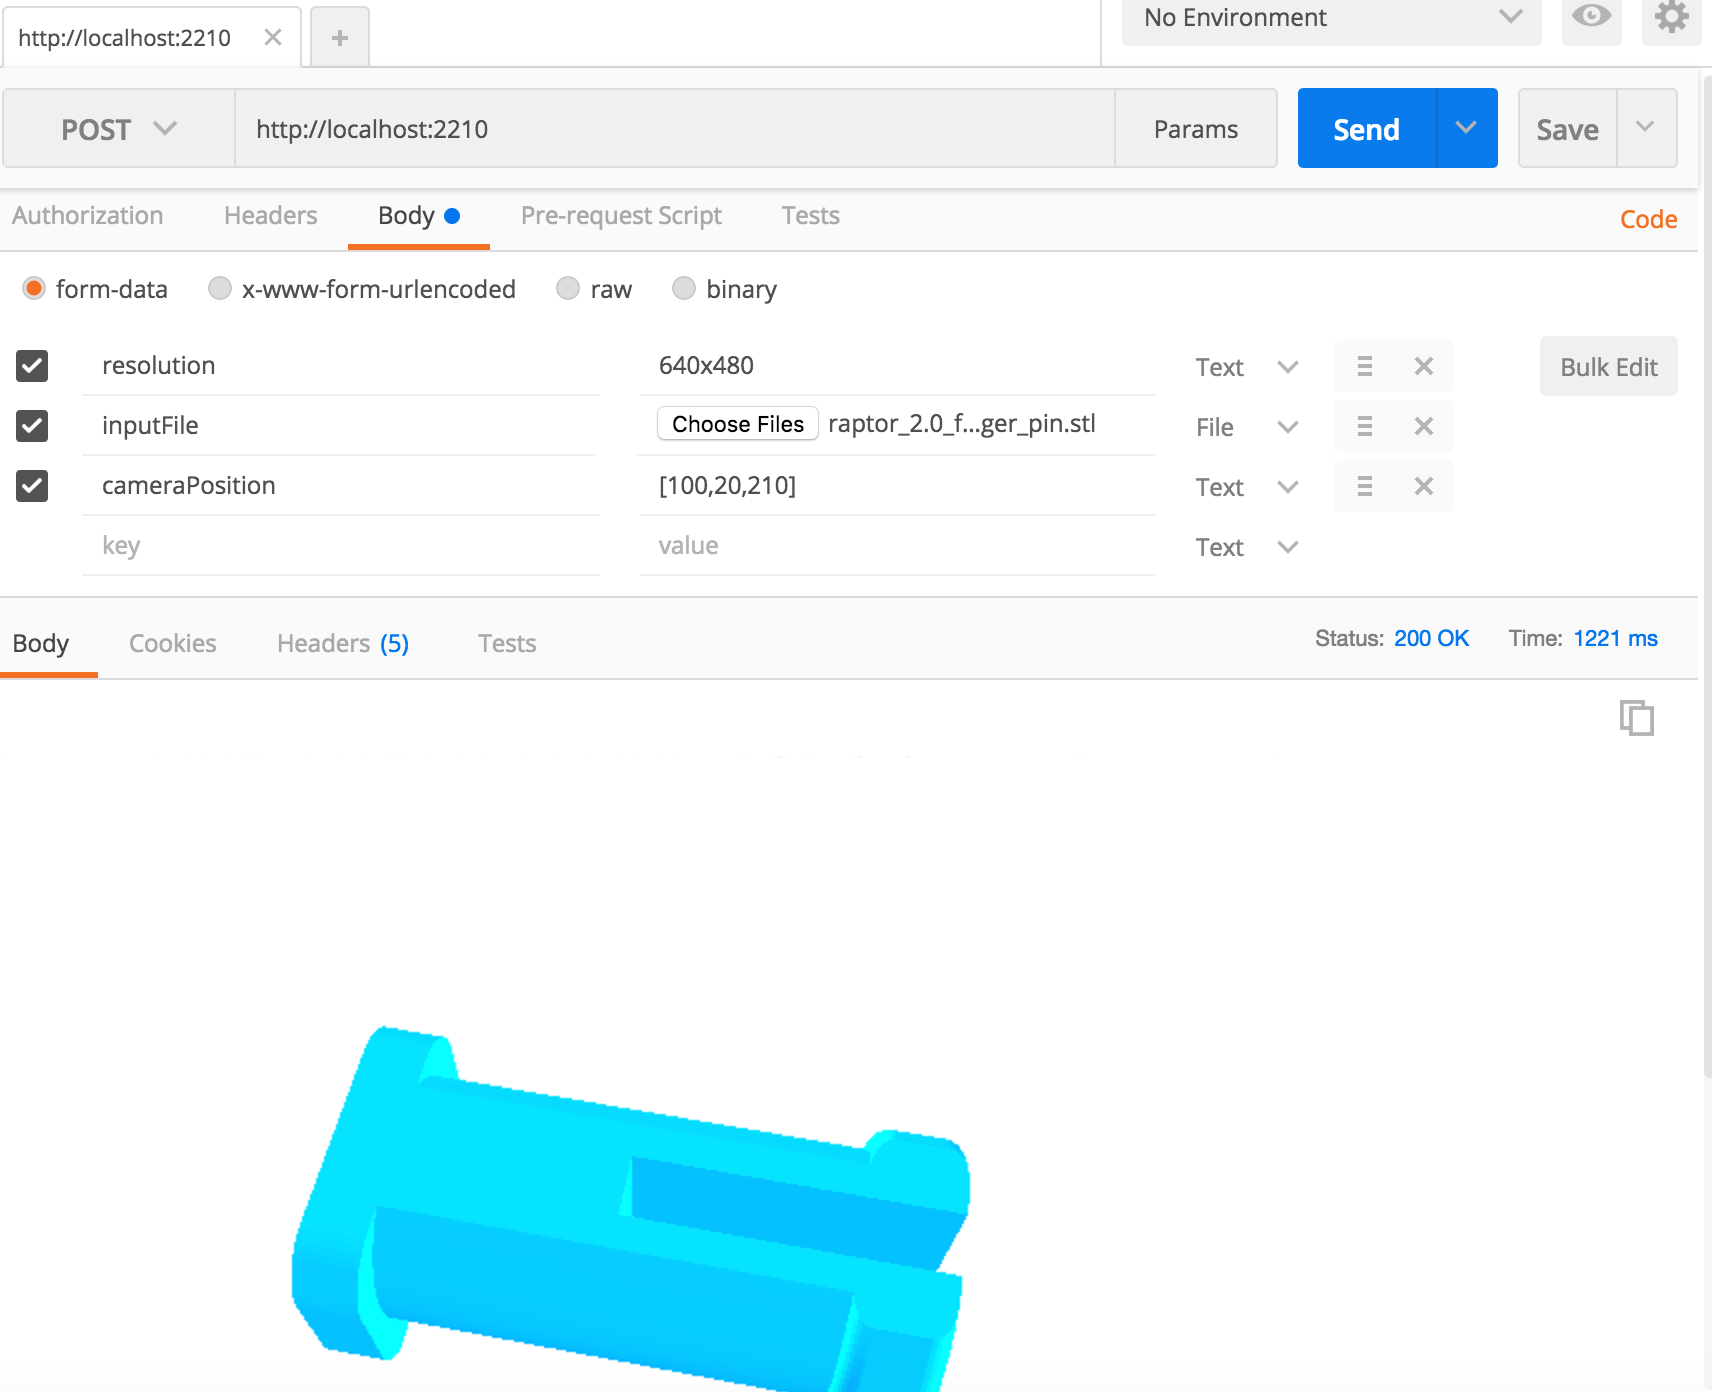 http://localhost:2210
No Environment
POST http://localhost:2210 Params Send Save
Authorization Headers Body Pre-request Script Tests Code
form-data x-www-form-urlencoded raw binary
resolution 640x480 Text Bulk Edit
inputFile Choose Files raptor_2.0_f...ger_pin.stl File
cameraPosition [100,20,210] Text
key value Text
Body Cookies Headers (5) Tests Status: 200 OK Time: 1221 ms